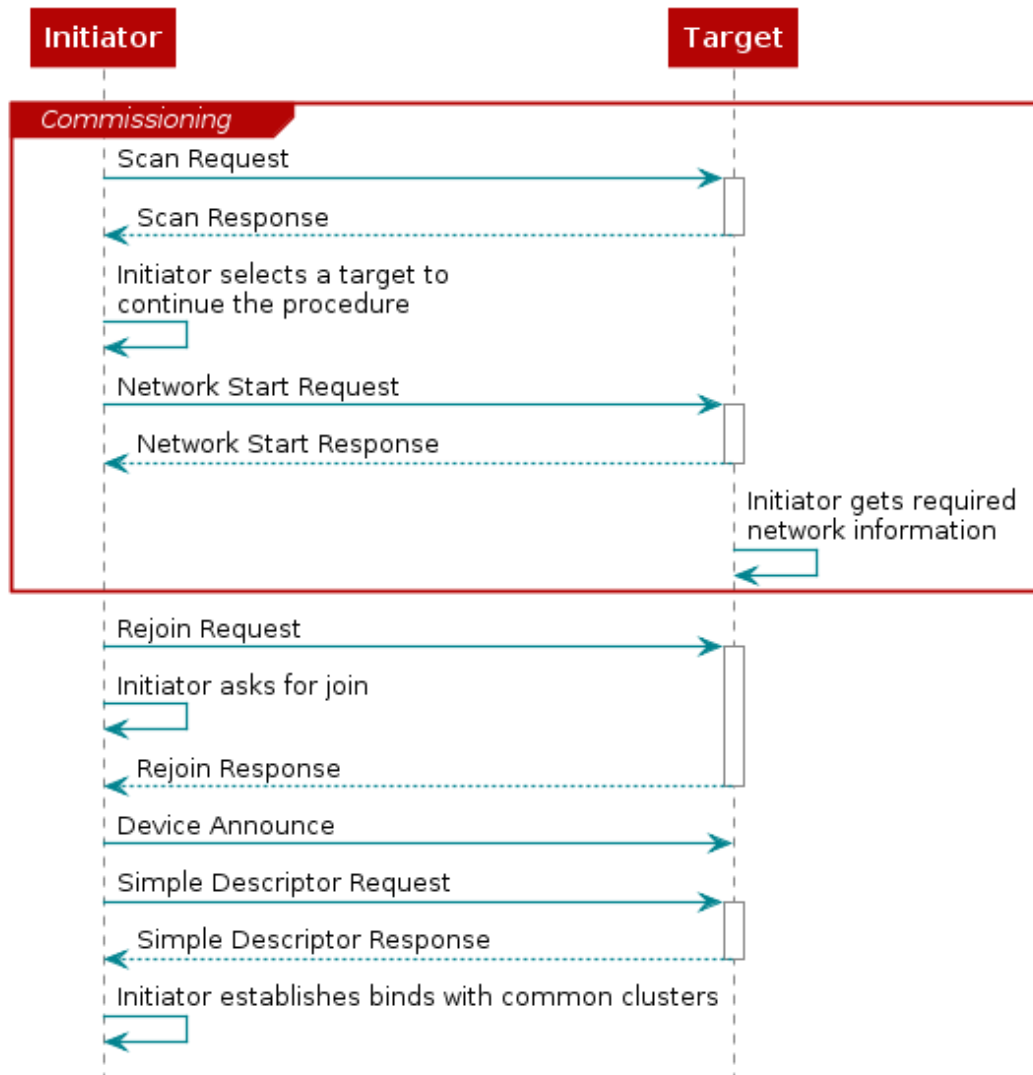 Initiator
Target
Commissioning
Scan Request
Scan Response
Initiator selects a target to
continue the procedure
Network Start Request
Network Start Response
Initiator gets required
network information
Rejoin Request
Initiator asks for join
Rejoin Response
Device Announce
Simple Descriptor Request
Simple Descriptor Response
Initiator establishes binds with common clusters